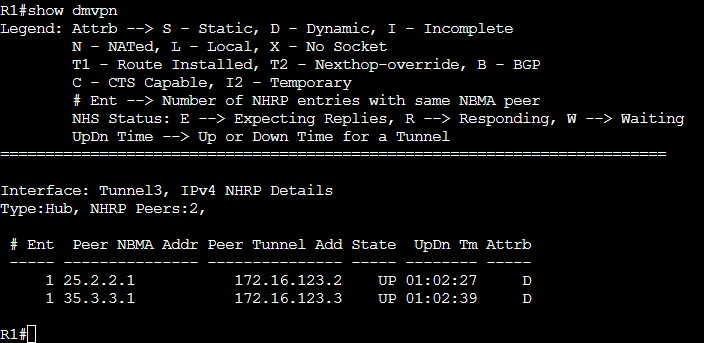 R1#show dmvpn
Legend: Attrb --> S - Static, D - Dynamic, I - Incomplete
        N - NATed, L - Local, X - No Socket
        T1 - Route Installed, T2 - Nexthop-override, B - BGP
        C - CTS Capable, I2 - Temporary
        # Ent --> Number of NHRP entries with same NBMA peer
        NHS Status: E --> Expecting Replies, R --> Responding, W --> Waiting
        UpDn Time --> Up or Down Time for a Tunnel
==========================================================================
Interface: Tunnel3, IPv4 NHRP Details
Type:Hub, NHRP Peers:2,
 # Ent  Peer NBMA Addr Peer Tunnel Add State  UpDn Tm Attrb
 ----- --------------- --------------- ----- -------- -----
     1 25.2.2.1           172.16.123.2    UP 01:02:27     D
     1 35.3.3.1           172.16.123.3    UP 01:02:39     D
R1#